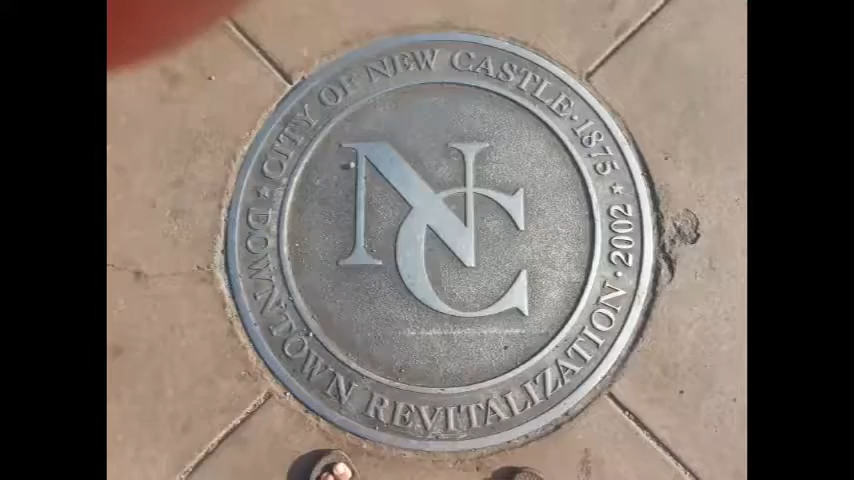 CITY OF NEW CASTLE · 1875
NC
DOWNTOWN REVITALIZATION · 2002